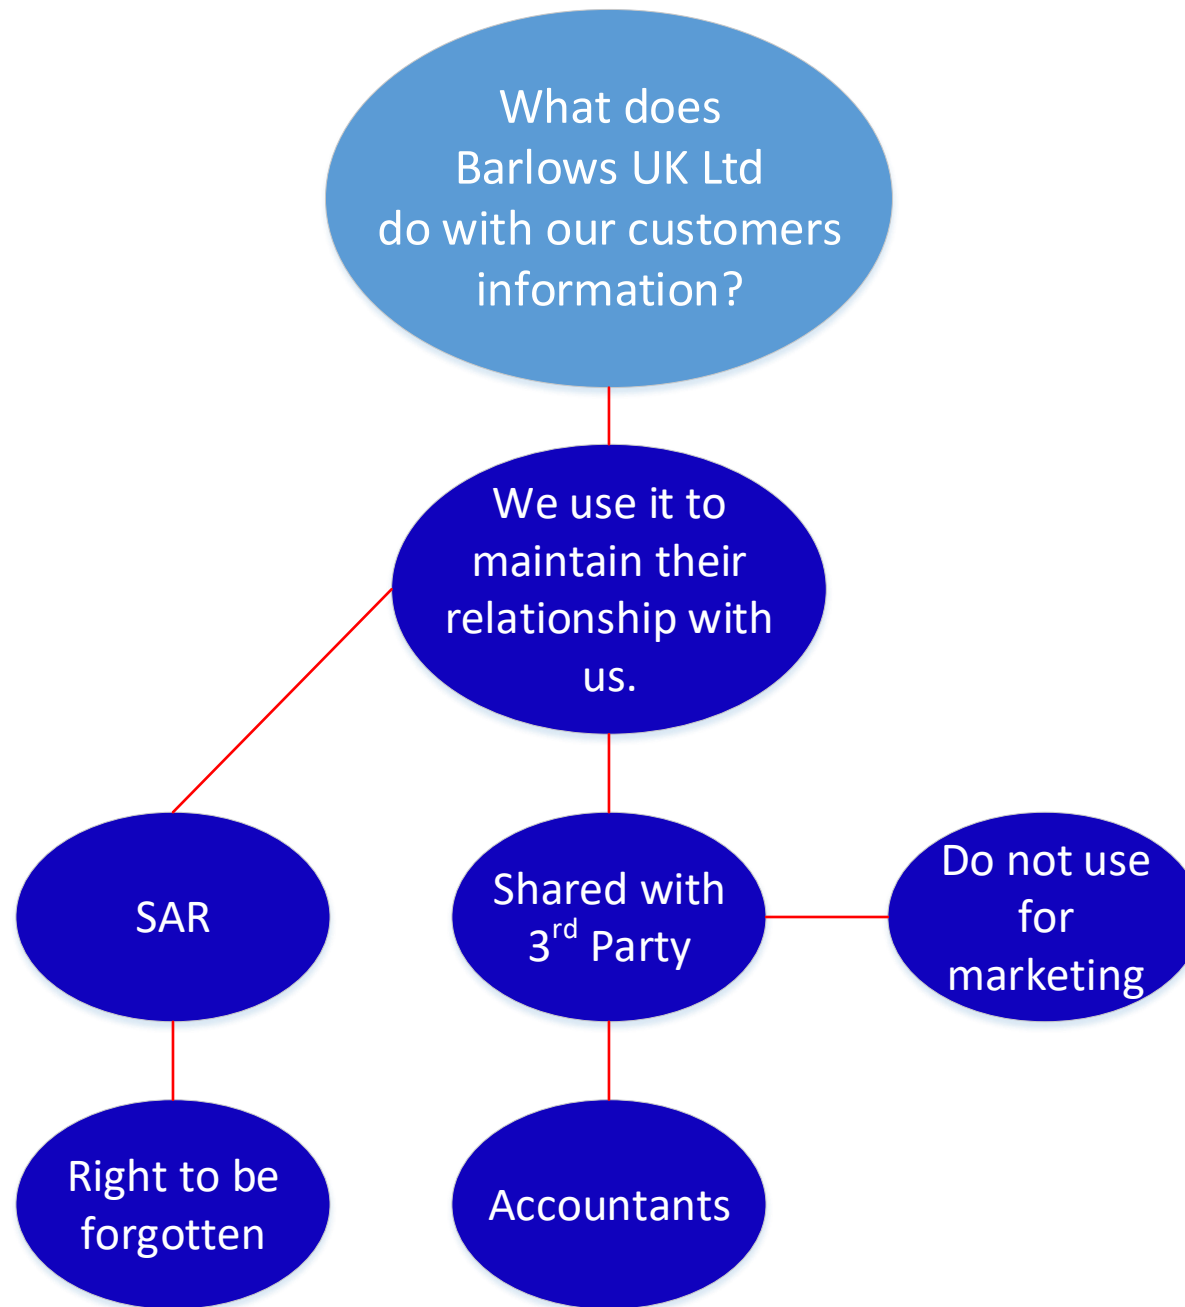 What does
Barlows UK Ltd
do with our customers
information?
We use it to
maintain their
relationship with
us.
SAR
Shared with
3rd Party
Do not use
for
marketing
Right to be
forgotten
Accountants